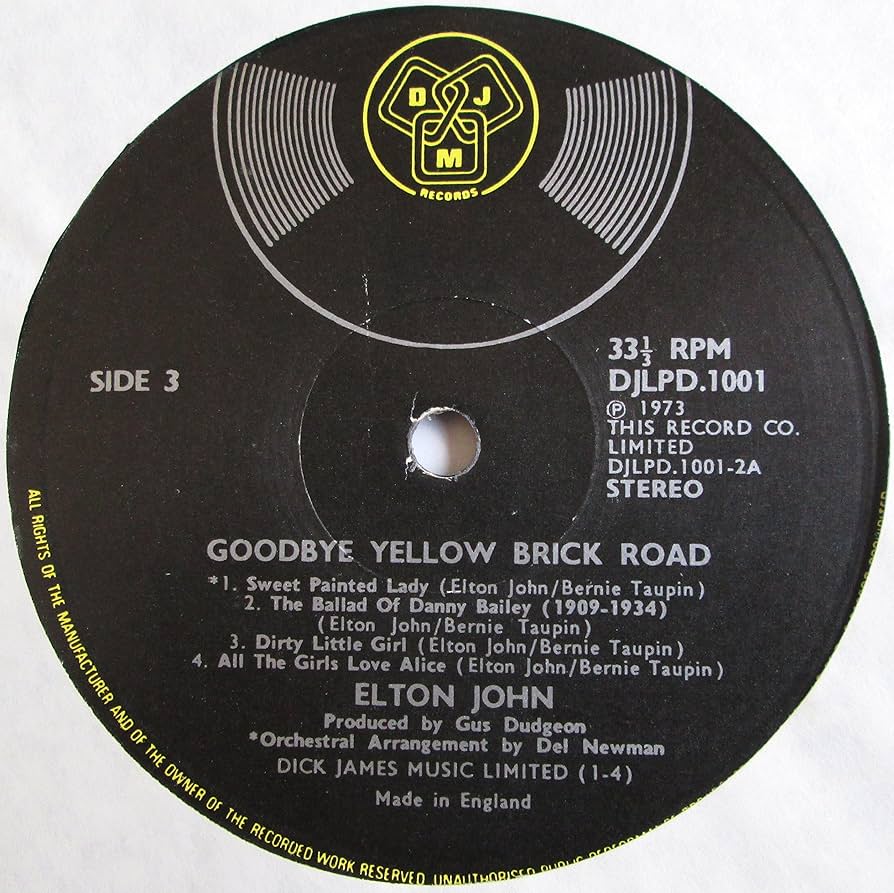 D J
M
RECORDS
SIDE 3
33⅓ RPM
DJLPD.1001
℗ 1973
THIS RECORD CO.
LIMITED
DJLPD.1001-2A
STEREO
GOODBYE YELLOW BRICK ROAD
*1. Sweet Painted Lady (Elton John/Bernie Taupin)
2. The Ballad Of Danny Bailey (1909-1934)
(Elton John/Bernie Taupin)
3. Dirty Little Girl (Elton John/Bernie Taupin)
4. All The Girls Love Alice (Elton John/Bernie Taupin)
ELTON JOHN
Produced by Gus Dudgeon
*Orchestral Arrangement by Del Newman
DICK JAMES MUSIC LIMITED (1-4)
Made in England
ALL RIGHTS OF THE MANUFACTURER AND OF THE OWNER OF THE RECORDED WORK RESERVED. UNAUTHORISED PUBLIC